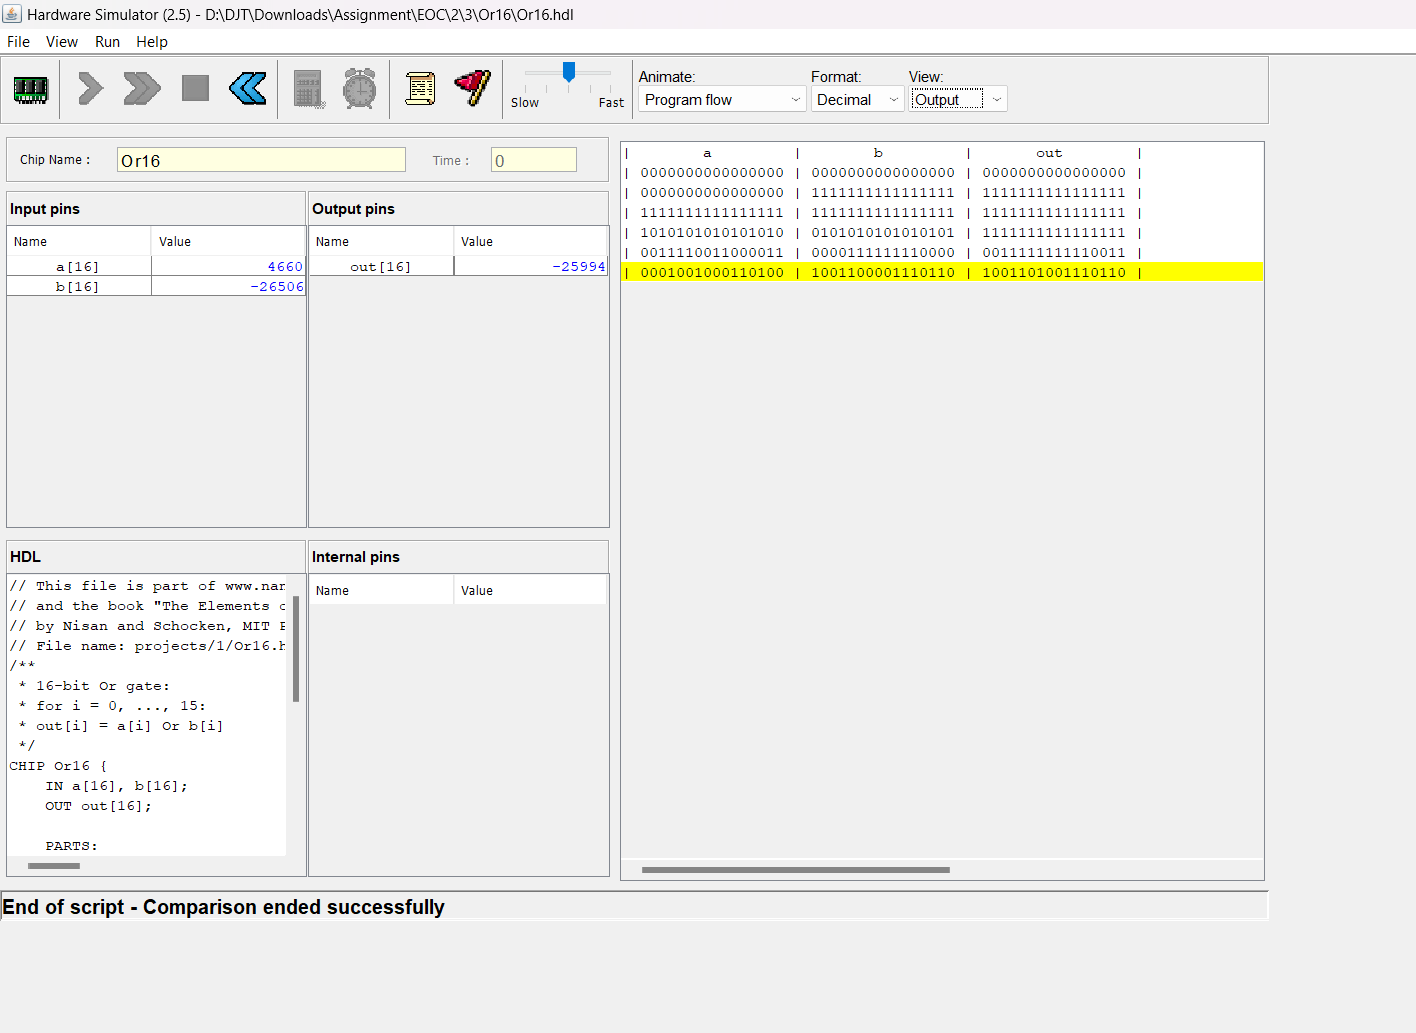 Hardware Simulator (2.5) - D:\DJT\Downloads\Assignment\EOC\2\3\Or16\Or16.hdl
File View Run Help
Slow Fast
Animate: Format: View:
Program flow Decimal Output
Chip Name : Or16 Time : 0
Input pins
Name Value
a[16] 4660
b[16] -26506
Output pins
Name Value
out[16] -25994
HDL
// This file is part of www.nan
// and the book "The Elements o
// by Nisan and Schocken, MIT P
// File name: projects/1/Or16.h
/**
* 16-bit Or gate:
* for i = 0, ..., 15:
* out[i] = a[i] Or b[i]
*/
CHIP Or16 {
IN a[16], b[16];
OUT out[16];
PARTS:
Internal pins
Name Value
| a | b | out |
| 0000000000000000 | 0000000000000000 | 0000000000000000 |
| 0000000000000000 | 1111111111111111 | 1111111111111111 |
| 1111111111111111 | 1111111111111111 | 1111111111111111 |
| 1010101010101010 | 0101010101010101 | 1111111111111111 |
| 0011110011000011 | 0000111111110000 | 0011111111110011 |
| 0001001000110100 | 1001100001110110 | 1001101001110110 |
End of script - Comparison ended successfully